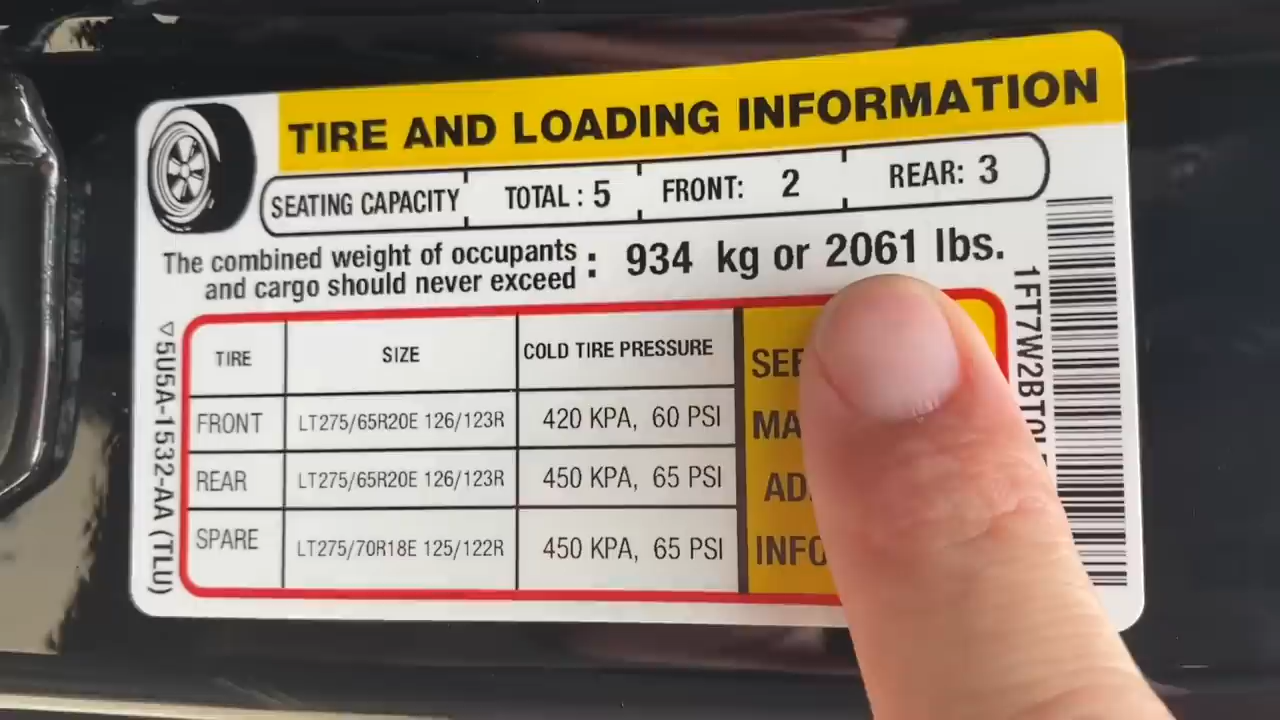 TIRE AND LOADING INFORMATION
SEATING CAPACITY TOTAL : 5 FRONT: 2 REAR: 3
The combined weight of occupants
and cargo should never exceed : 934 kg or 2061 lbs.
TIRE SIZE COLD TIRE PRESSURE
FRONT LT275/65R20E 126/123R 420 KPA, 60 PSI
REAR LT275/65R20E 126/123R 450 KPA, 65 PSI
SPARE LT275/70R18E 125/122R 450 KPA, 65 PSI
5U5A-1532-AA (TLU)